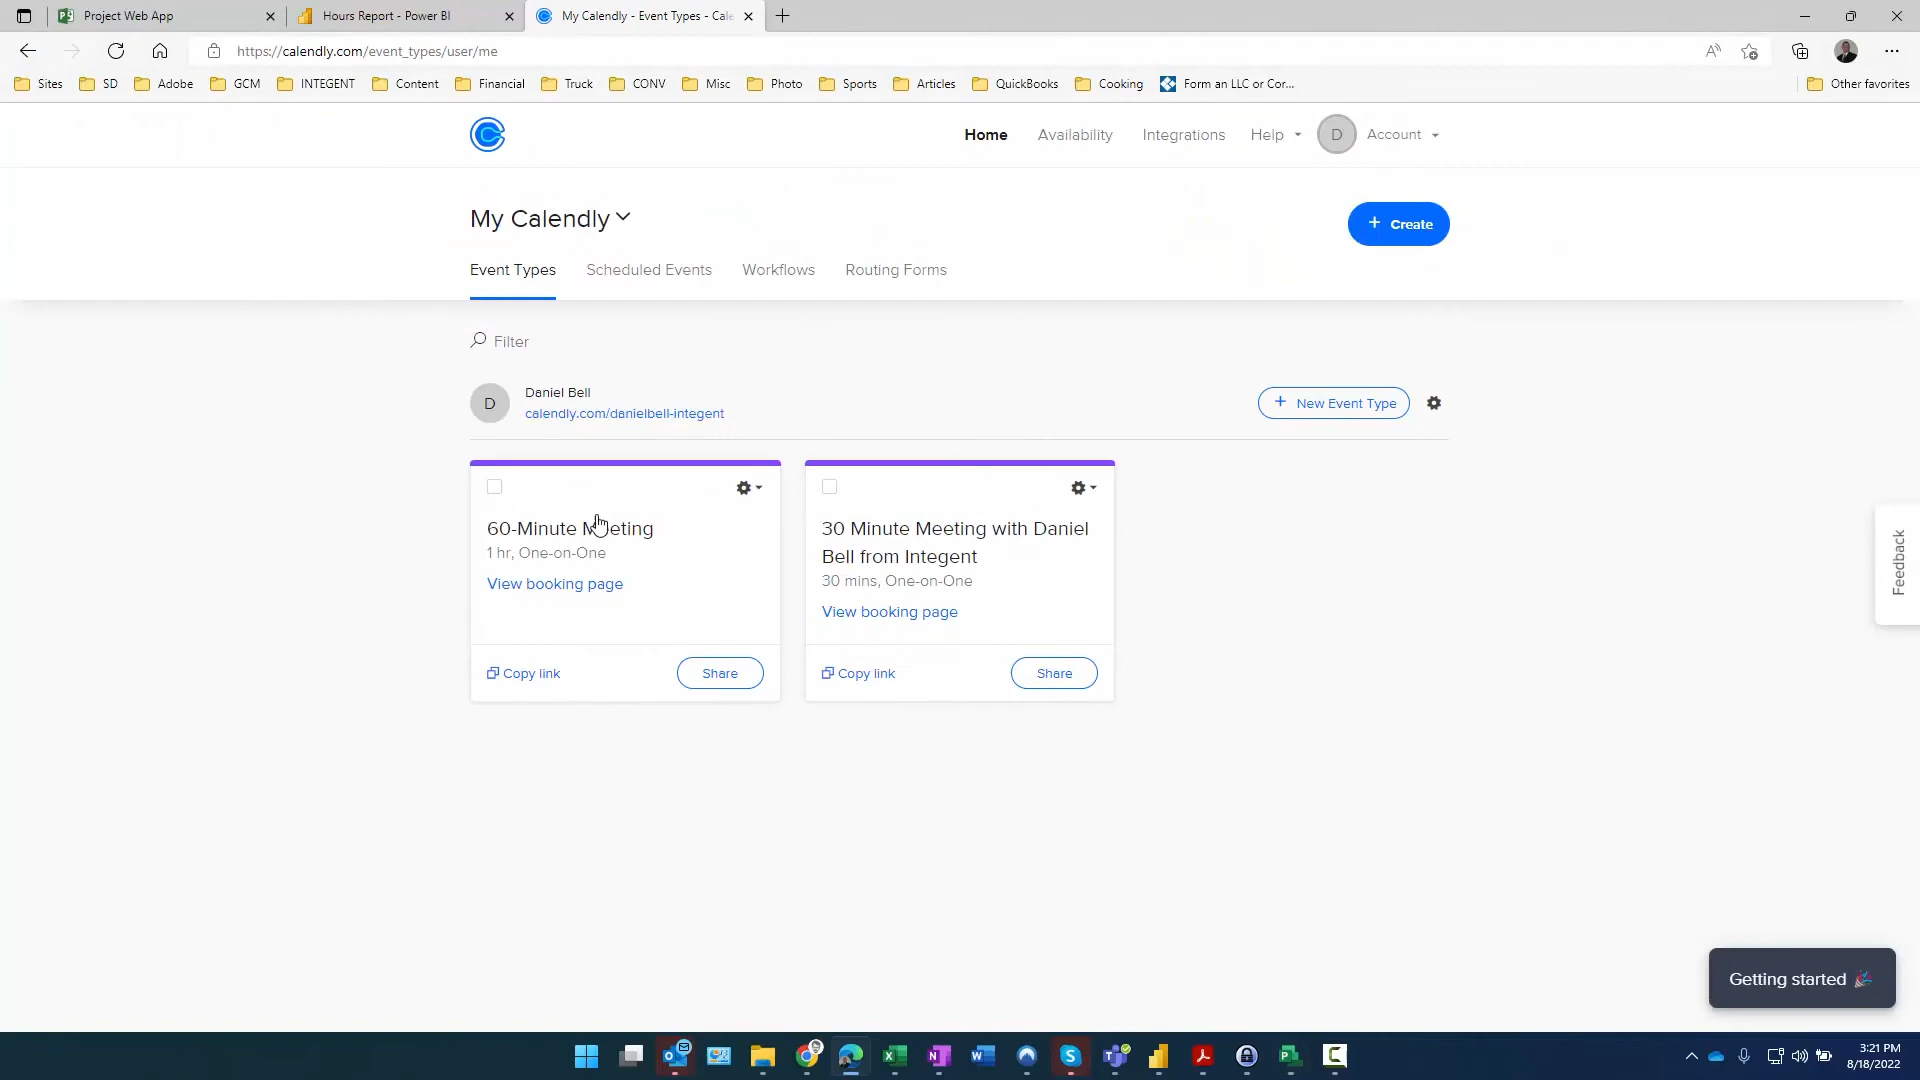 Project Web App
Hours Report - Power BI
My Calendly - Event Types - Cale
https://calendly.com/event_types/user/me
Sites SD Adobe GCM INTEGENT Content Financial Truck CONV Misc Photo Sports Articles QuickBooks Cooking Form an LLC or Cor... Other favorites
Home Availability Integrations Help D Account
My Calendly
+ Create
Event Types Scheduled Events Workflows Routing Forms
Filter
D
Daniel Bell
calendly.com/danielbell-integent
+ New Event Type
60-Minute Meeting
1 hr, One-on-One
View booking page
Copy link Share
30 Minute Meeting with Daniel
Bell from Integent
30 mins, One-on-One
View booking page
Copy link Share
Feedback
Getting started
3:21 PM
8/18/2022